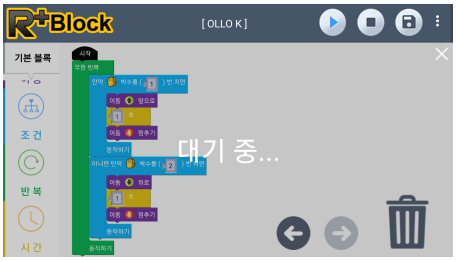 R+Block
[ OLLO K ]
기본 블록
시작
무한 반복
만약 박수를 ( 1 ) 번 치면
이동 앞으로
1 초
이동 멈추기
동작하기
조 건
대기 중...
아니면 만약 박수를 ( 2 ) 번 치면
이동 뒤로
1 초
반 복
이동 멈추기
동작하기
동작하기
시 간